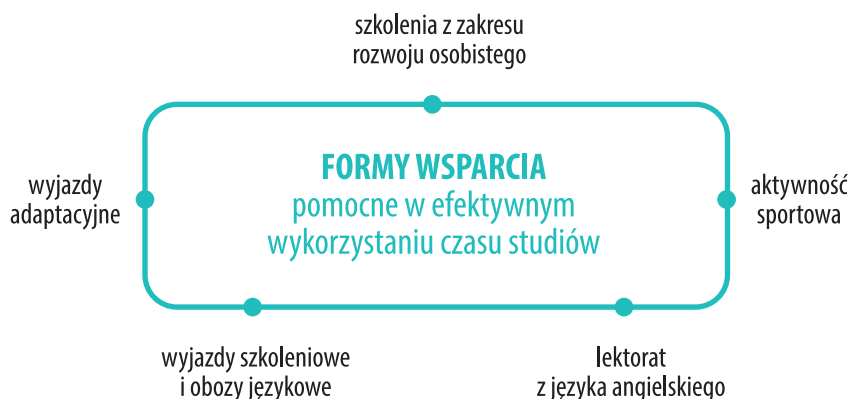 szkolenia z zakresu
rozwoju osobistego
FORMY WSPARCIA
pomocne w efektywnym
wykorzystaniu czasu studiów
wyjazdy
adaptacyjne
aktywność
sportowa
wyjazdy szkoleniowe
i obozy językowe
lektorat
z języka angielskiego